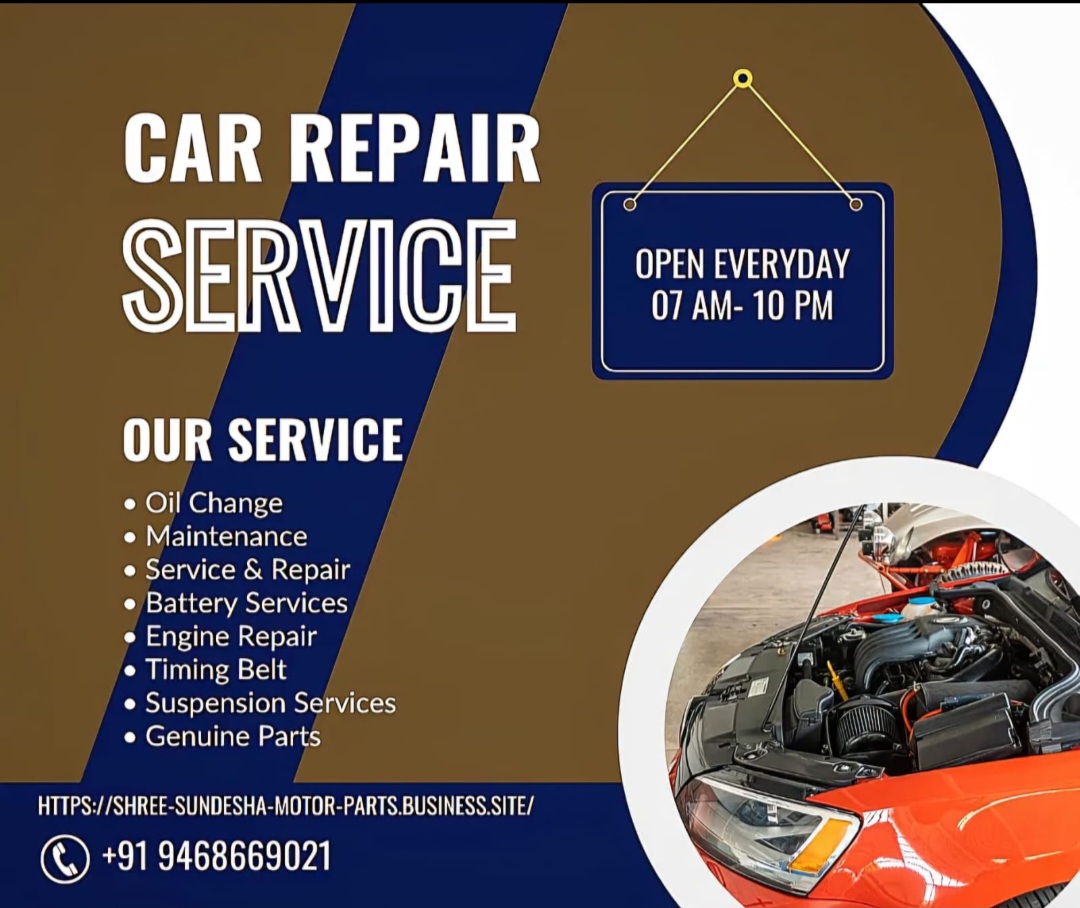 CAR REPAIR
SERVICE
OPEN EVERYDAY
07 AM- 10 PM
OUR SERVICE
• Oil Change
• Maintenance
• Service & Repair
• Battery Services
• Engine Repair
• Timing Belt
• Suspension Services
• Genuine Parts
HTTPS://SHREE-SUNDESHA-MOTOR-PARTS.BUSINESS.SITE/
+91 9468669021